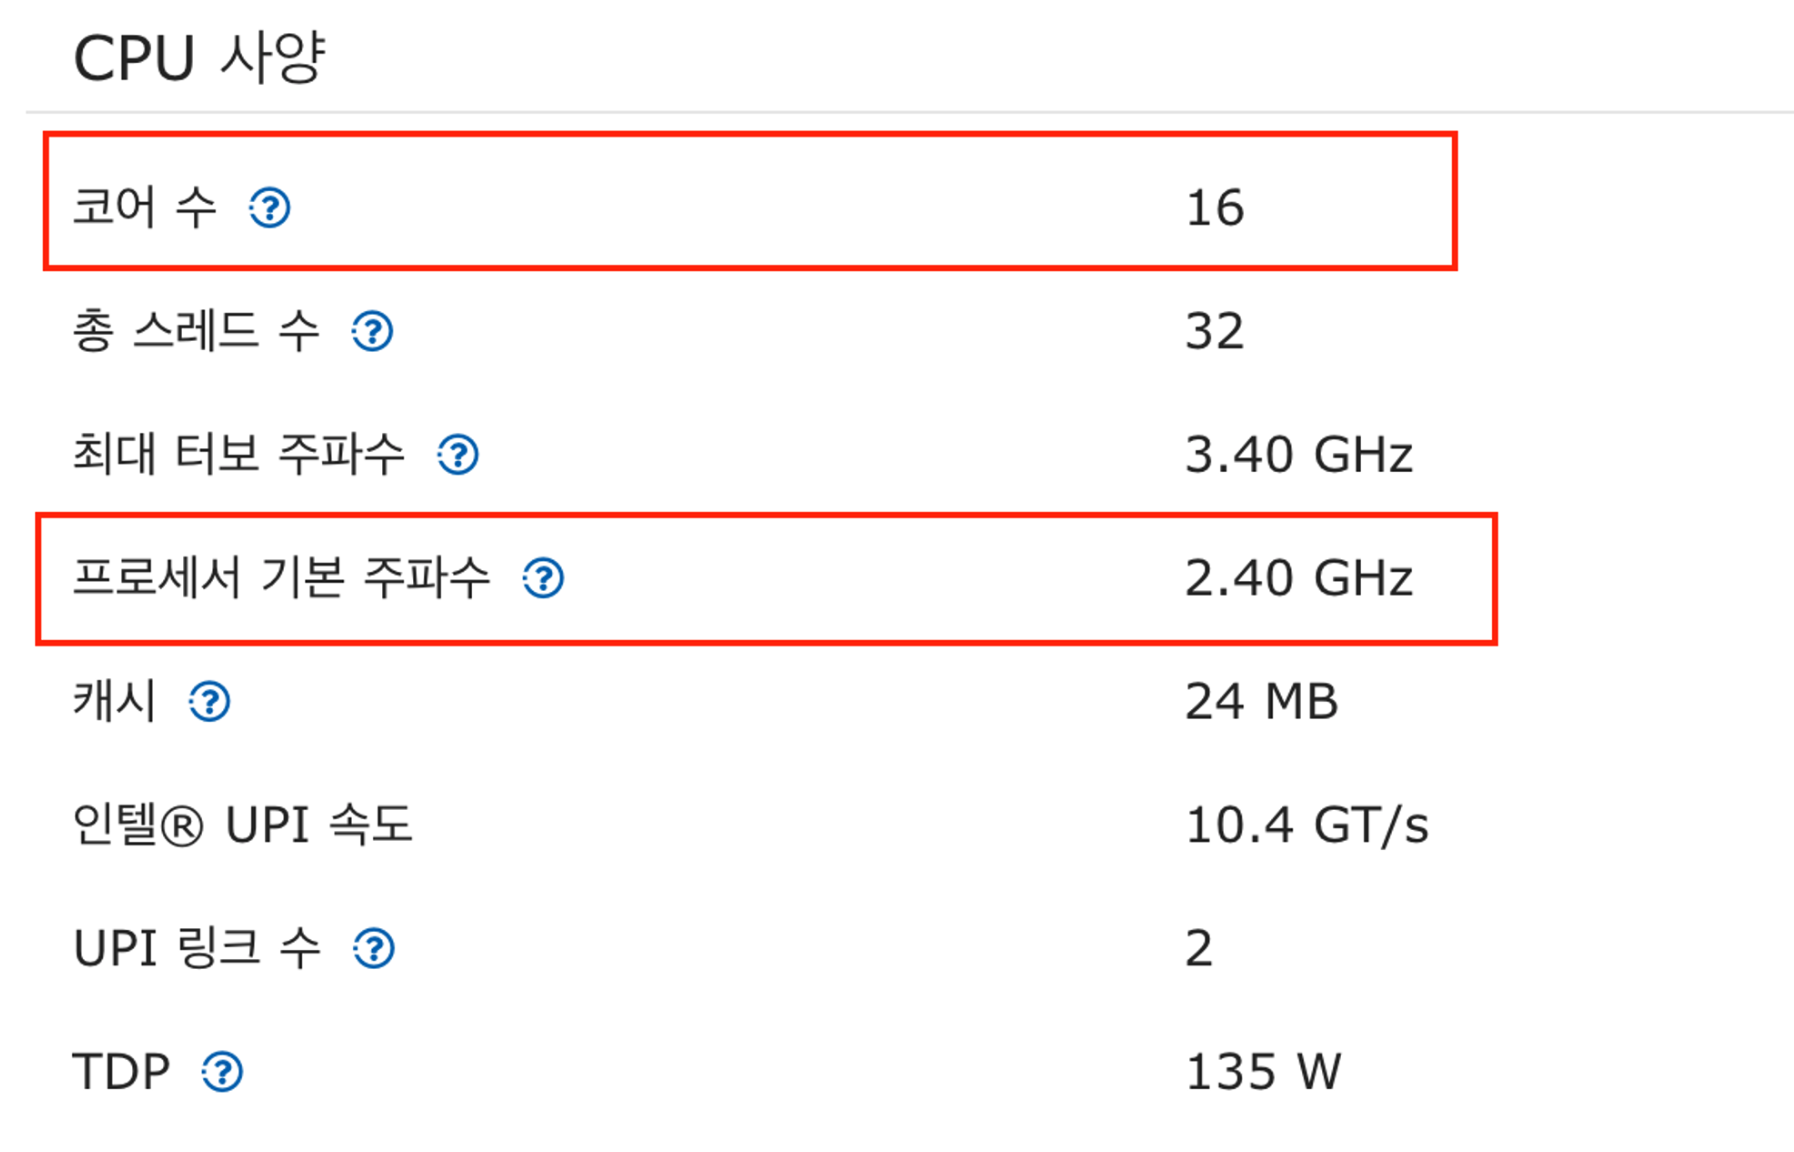 CPU 사양
코어 수 ? 16
총 스레드 수 ? 32
최대 터보 주파수 ? 3.40 GHz
프로세서 기본 주파수 ? 2.40 GHz
캐시 ? 24 MB
인텔® UPI 속도 10.4 GT/s
UPI 링크 수 ? 2
TDP ? 135 W